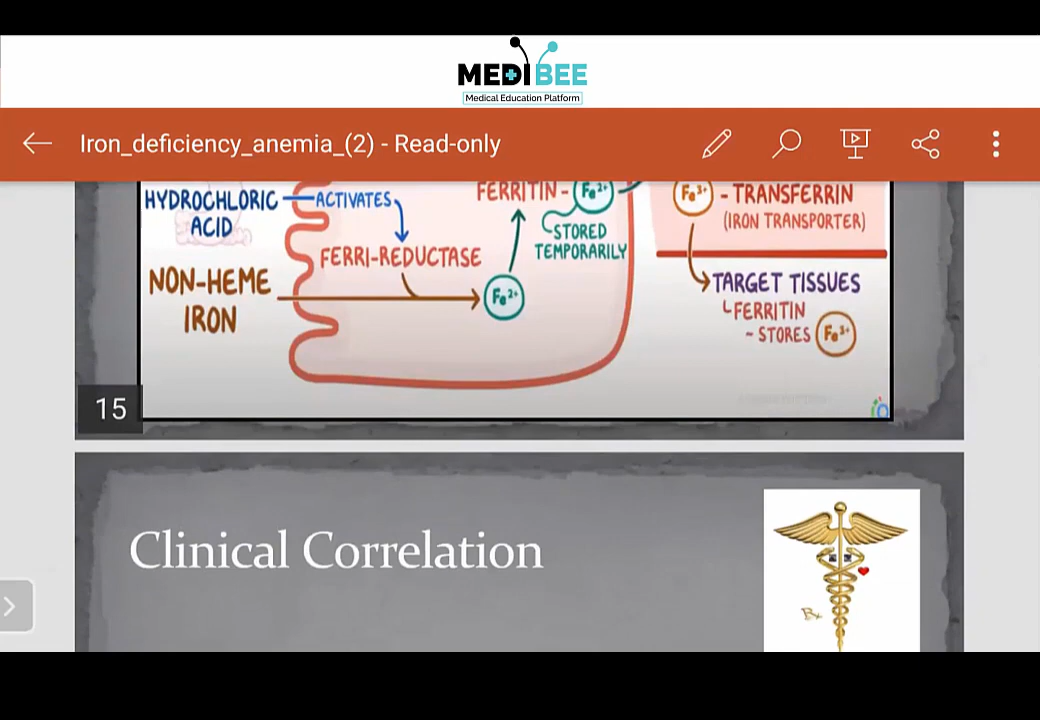 MEDIBEE
Medical Education Platform
Iron_deficiency_anemia_(2) - Read-only
HYDROCHLORIC ACTIVATES
ACID
FERRI-REDUCTASE
NON-HEME
IRON
Fe²⁺
FERRITIN - Fe²⁺
STORED
TEMPORARILY
Fe³⁺ - TRANSFERRIN
(IRON TRANSPORTER)
TARGET TISSUES
FERRITIN
~ STORES Fe³⁺
15
Clinical Correlation
Rx